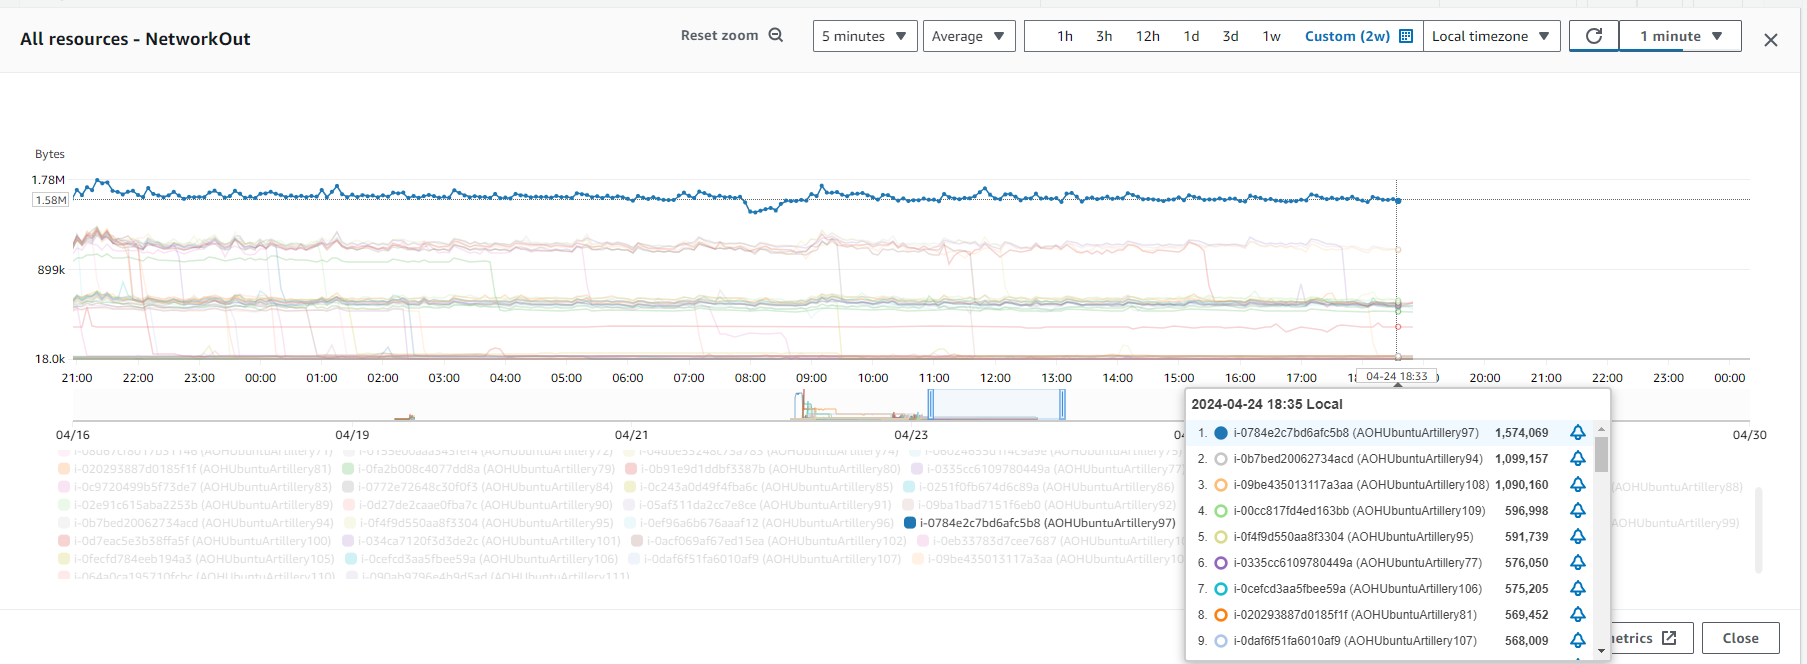 All resources - NetworkOut
Reset zoom
5 minutes
Average
1h 3h 12h 1d 3d 1w Custom (2w)
Local timezone
1 minute
Bytes
1.78M
1.58M
899k
18.0k
21:00 22:00 23:00 00:00 01:00 02:00 03:00 04:00 05:00 06:00 07:00 08:00 09:00 10:00 11:00 12:00 13:00 14:00 15:00 16:00 17:00 04-24 18:33 20:00 21:00 22:00 23:00 00:00
04/16 04/19 04/21 04/23 04/30
i-020293887d0185f1f (AOHUbuntuArtillery81) i-0fa2b008c4077dd8a (AOHUbuntuArtillery79) i-0b91e9d1ddbf3387b (AOHUbuntuArtillery80) i-0335cc6109780449a (AOHUbuntuArtillery77)
i-0c9720499b5f73de7 (AOHUbuntuArtillery83) i-0772e72648c30f0f3 (AOHUbuntuArtillery84) i-0c243a0d49f4fba6c (AOHUbuntuArtillery85) i-0251f0fb674d6c89a (AOHUbuntuArtillery86) (AOHUbuntuArtillery88)
i-02e91c615aba2253b (AOHUbuntuArtillery89) i-0d27de2caae0fba7c (AOHUbuntuArtillery90) i-05af311da2cc7e8ce (AOHUbuntuArtillery91) i-09ba1bad7151f6eb0 (AOHUbuntuArtillery92)
i-0b7bed20062734acd (AOHUbuntuArtillery94) i-0f4f9d550aa8f3304 (AOHUbuntuArtillery95) i-0ef96a6b676aaaf12 (AOHUbuntuArtillery96) i-0784e2c7bd6afc5b8 (AOHUbuntuArtillery97) (AOHUbuntuArtillery99)
i-0d7eac5e3b38ffa5f (AOHUbuntuArtillery100) i-034ca7120f3d3de2c (AOHUbuntuArtillery101) i-0acf069af67ed15ea (AOHUbuntuArtillery102) i-0eb33783d7cee7687
i-0fecfd784eeb194a3 (AOHUbuntuArtillery105) i-0cefcd3aa5fbee59a (AOHUbuntuArtillery106) i-0daf6f51fa6010af9 (AOHUbuntuArtillery107) i-09be435013117a3aa
2024-04-24 18:35 Local
1. i-0784e2c7bd6afc5b8 (AOHUbuntuArtillery97) 1,574,069
2. i-0b7bed20062734acd (AOHUbuntuArtillery94) 1,099,157
3. i-09be435013117a3aa (AOHUbuntuArtillery108) 1,090,160
4. i-00cc817fd4ed163bb (AOHUbuntuArtillery109) 596,998
5. i-0f4f9d550aa8f3304 (AOHUbuntuArtillery95) 591,739
6. i-0335cc6109780449a (AOHUbuntuArtillery77) 576,050
7. i-0cefcd3aa5fbee59a (AOHUbuntuArtillery106) 575,205
8. i-020293887d0185f1f (AOHUbuntuArtillery81) 569,452
9. i-0daf6f51fa6010af9 (AOHUbuntuArtillery107) 568,009
etrics
Close